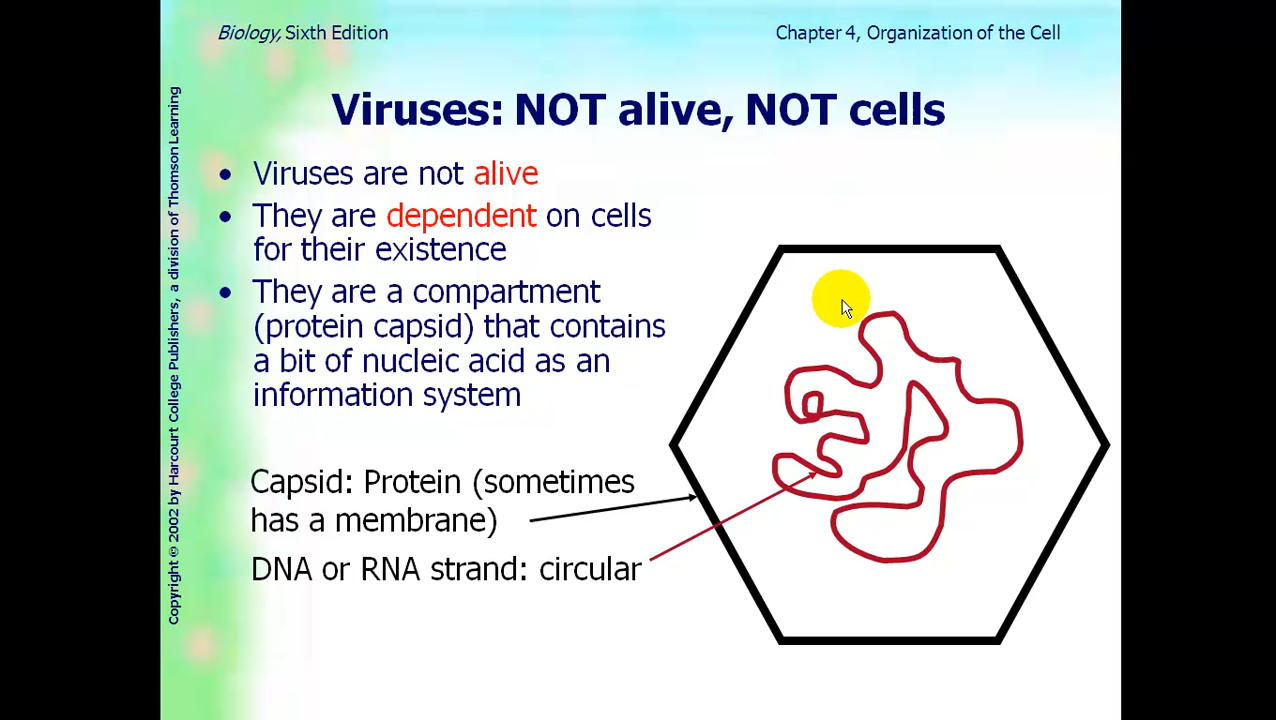 Biology, Sixth Edition
Chapter 4, Organization of the Cell
Viruses: NOT alive, NOT cells
• Viruses are not alive
• They are dependent on cells
for their existence
• They are a compartment
(protein capsid) that contains
a bit of nucleic acid as an
information system
Capsid: Protein (sometimes
has a membrane)
DNA or RNA strand: circular
Copyright © 2002 by Harcourt College Publishers, a division of Thomson Learning